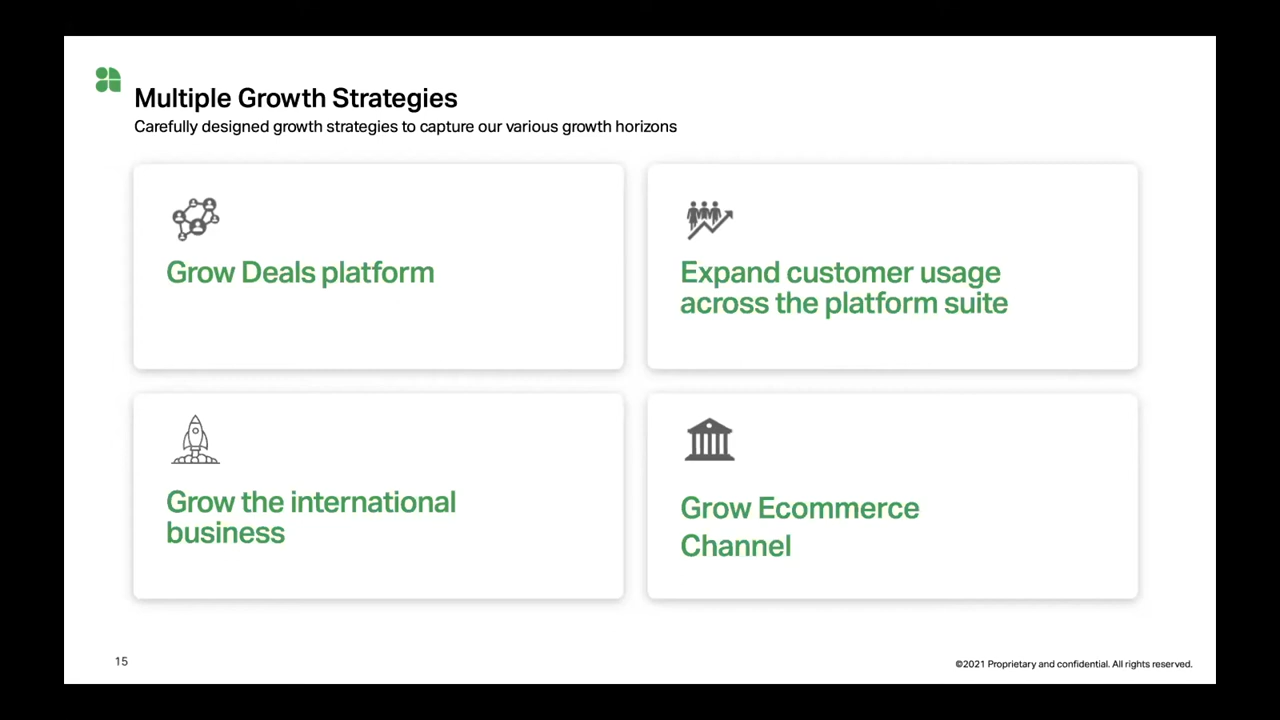 Multiple Growth Strategies
Carefully designed growth strategies to capture our various growth horizons
Grow Deals platform
Expand customer usage
across the platform suite
Grow the international
business
Grow Ecommerce
Channel
15
©2021 Proprietary and confidential. All rights reserved.